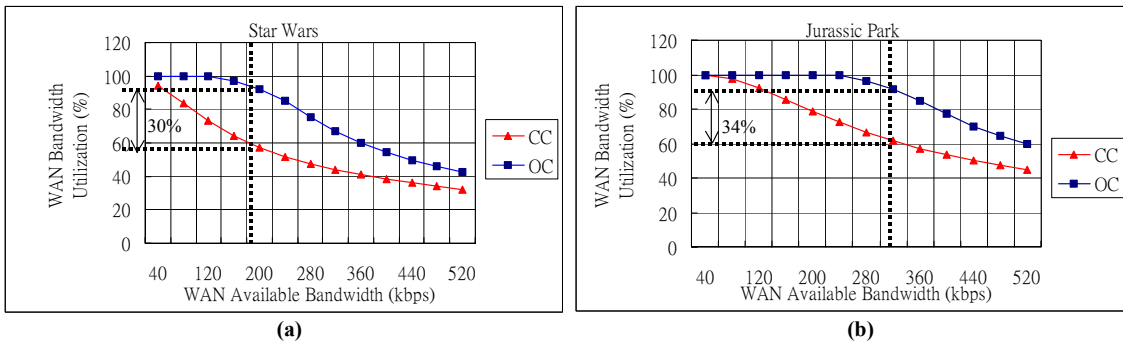 Star Wars
120
100
80
60
40
20
0
WAN Bandwidth
Utilization (%)
30%
40 120 200 280 360 440 520
WAN Available Bandwidth (kbps)
CC
OC
(a)
Jurassic Park
120
100
80
60
40
20
0
WAN Bandwidth
Utilization (%)
34%
40 120 200 280 360 440 520
WAN Available Bandwidth (kbps)
CC
OC
(b)